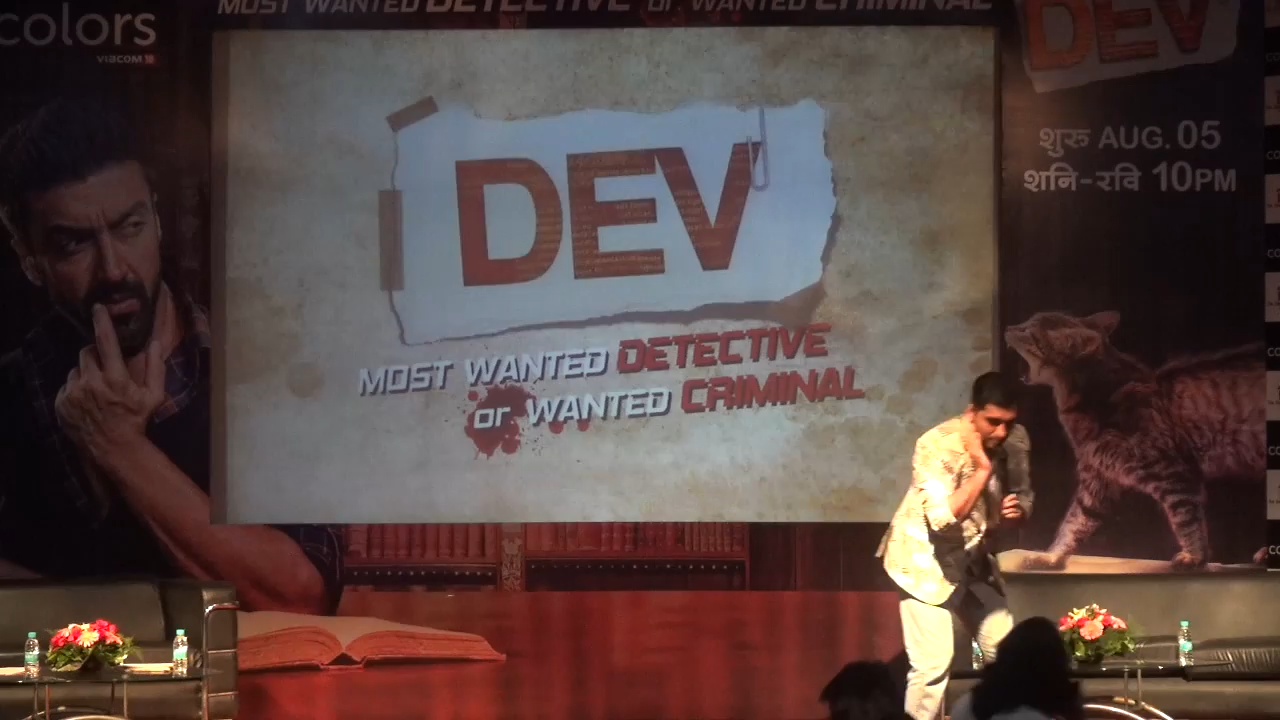 MOST WANTED DETECTIVE or WANTED CRIMINAL
colors
VIACOM 18
DEV
शुरू AUG. 05
शनि-रवि 10PM
DEV
MOST WANTED DETECTIVE
or WANTED CRIMINAL